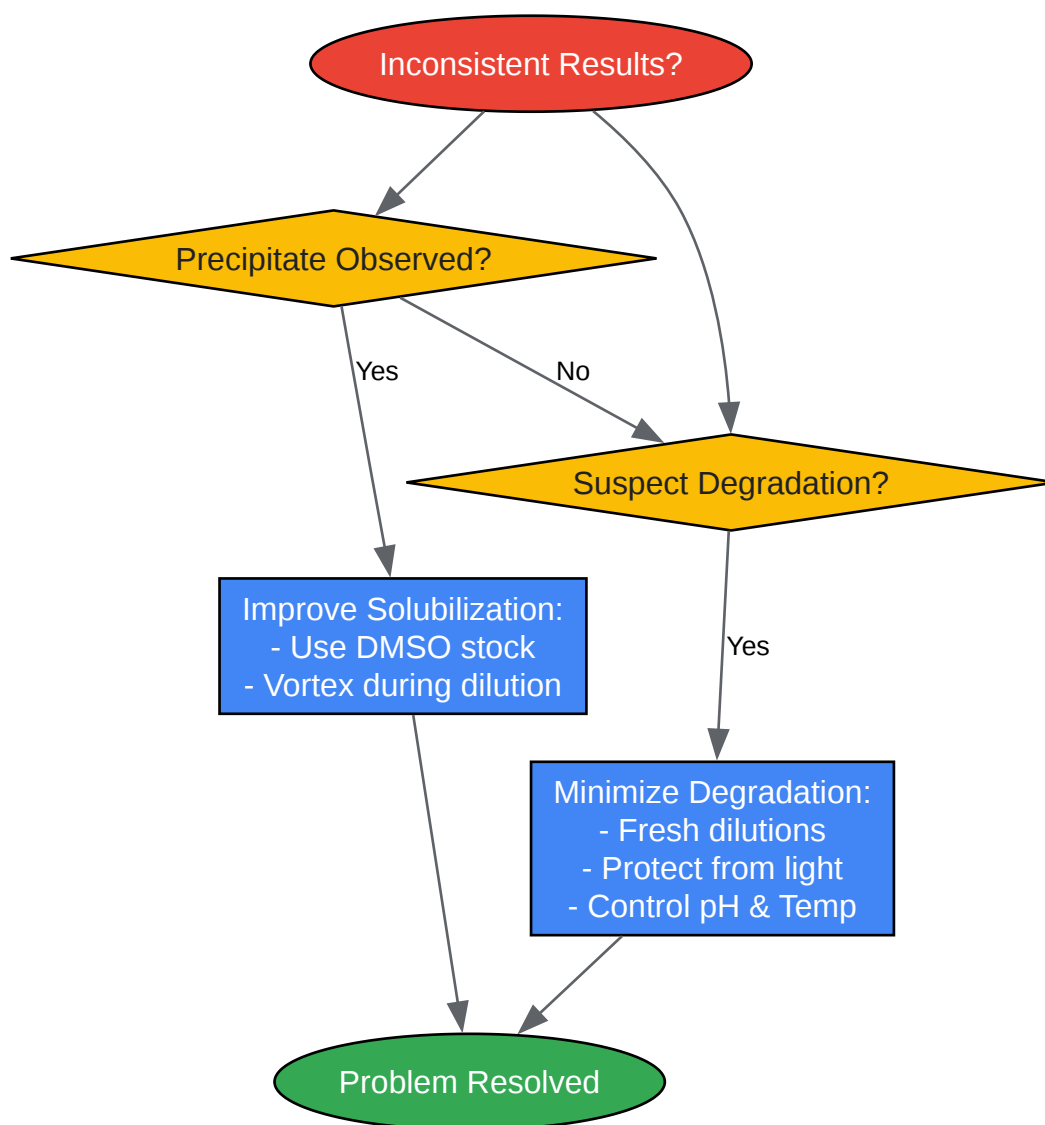 Inconsistent Results?
Precipitate Observed?
Yes
No
Suspect Degradation?
Improve Solubilization:
- Use DMSO stock
- Vortex during dilution
Yes
Minimize Degradation:
- Fresh dilutions
- Protect from light
- Control pH & Temp
Problem Resolved